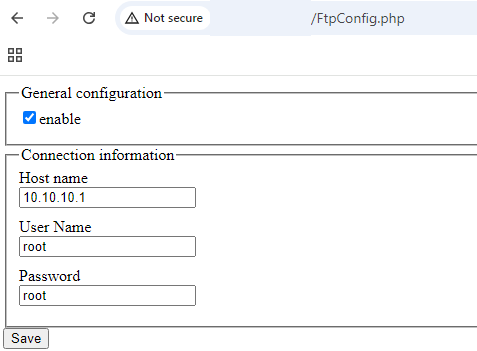 Not secure
/FtpConfig.php
General configuration
enable
Connection information
Host name
10.10.10.1
User Name
root
Password
root
Save